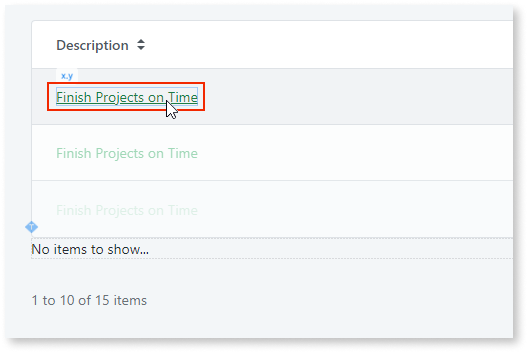 Description
x.y
Finish Projects on Time
Finish Projects on Time
Finish Projects on Time
No items to show...
1 to 10 of 15 items